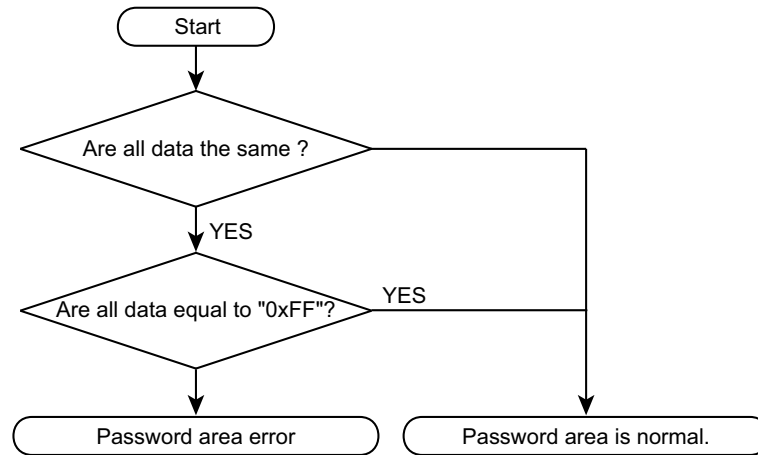 Start
Are all data the same ?
YES
Are all data equal to "0xFF"?
YES
Password area error
Password area is normal.